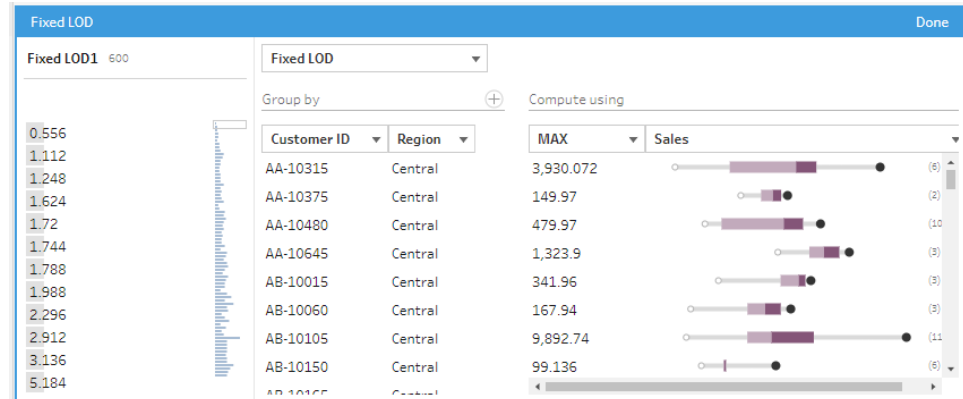 Fixed LOD Done
Fixed LOD1 600
Fixed LOD
Group by Compute using
Customer ID Region MAX Sales
0.556
1.112
1.248
1.624
1.72
1.744
1.788
1.988
2.296
2.912
3.136
5.184
AA-10315 Central 3,930.072 (6)
AA-10375 Central 149.97 (2)
AA-10480 Central 479.97 (10
AA-10645 Central 1,323.9 (3)
AB-10015 Central 341.96 (3)
AB-10060 Central 167.94 (3)
AB-10105 Central 9,892.74 (11
AB-10150 Central 99.136 (6)